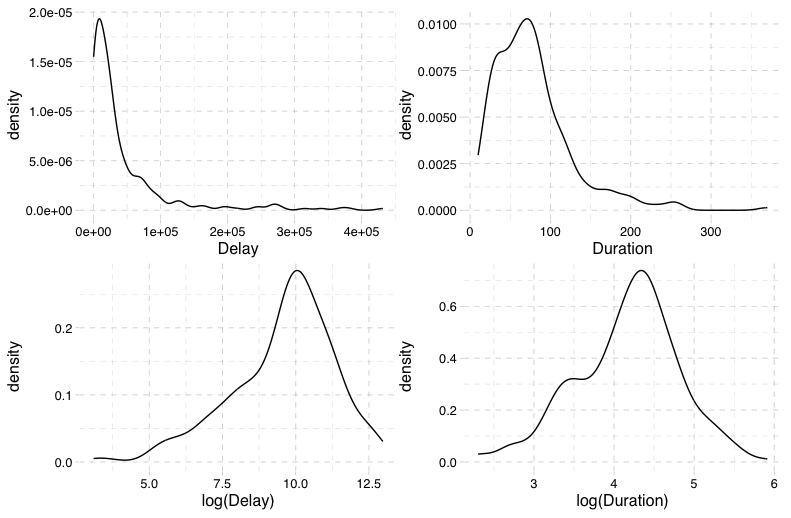 density
2.0e-05
1.5e-05
1.0e-05
5.0e-06
0.0e+00
0e+00 1e+05 2e+05 3e+05 4e+05
Delay
density
0.0100
0.0075
0.0050
0.0025
0.0000
0 100 200 300
Duration
density
0.2
0.1
0.0
5.0 7.5 10.0 12.5
log(Delay)
density
0.6
0.4
0.2
0.0
3 4 5 6
log(Duration)